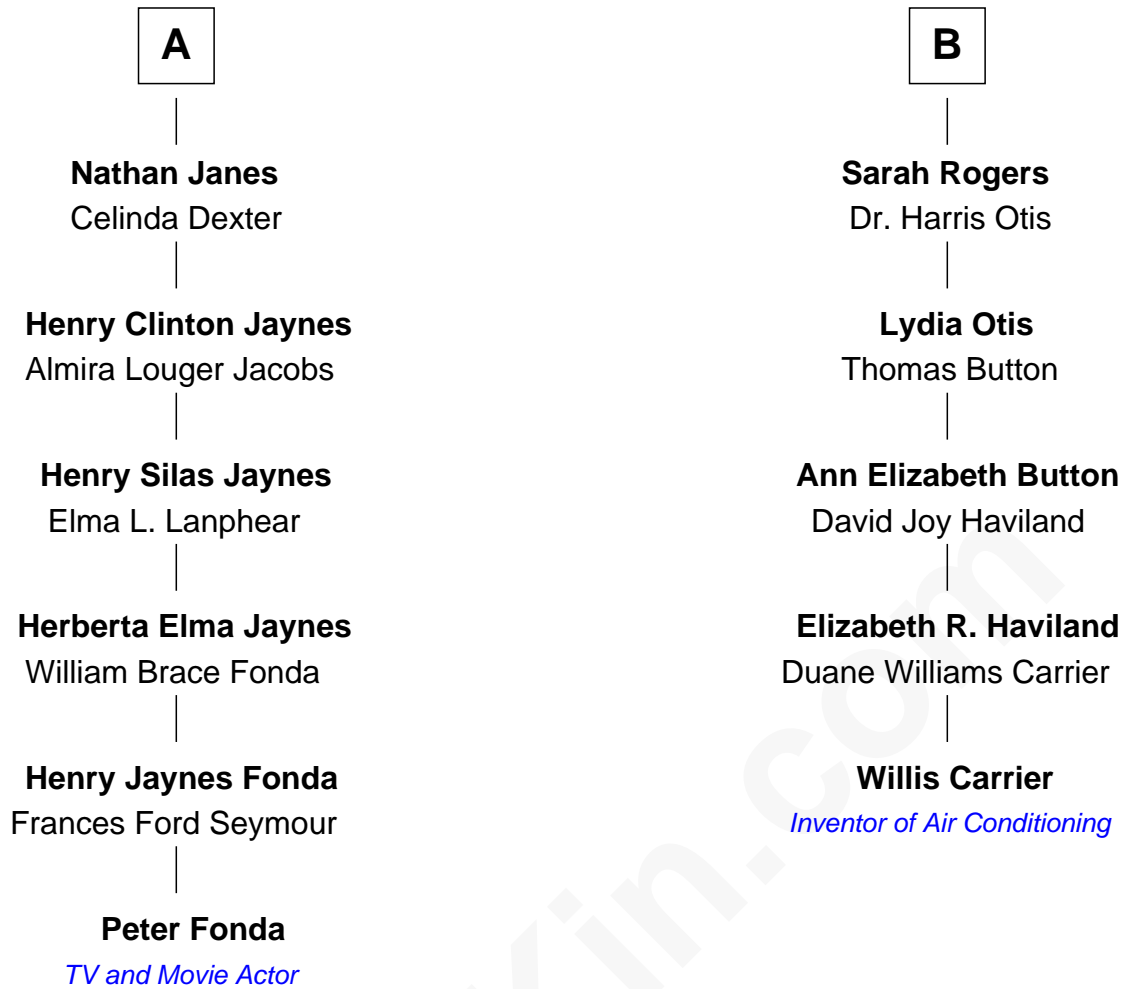 A
Nathan Janes
Celinda Dexter
Henry Clinton Jaynes
Almira Louger Jacobs
Henry Silas Jaynes
Elma L. Lanphear
Herberta Elma Jaynes
William Brace Fonda
Henry Jaynes Fonda
Frances Ford Seymour
Peter Fonda
TV and Movie Actor
B
Sarah Rogers
Dr. Harris Otis
Lydia Otis
Thomas Button
Ann Elizabeth Button
David Joy Haviland
Elizabeth R. Haviland
Duane Williams Carrier
Willis Carrier
Inventor of Air Conditioning